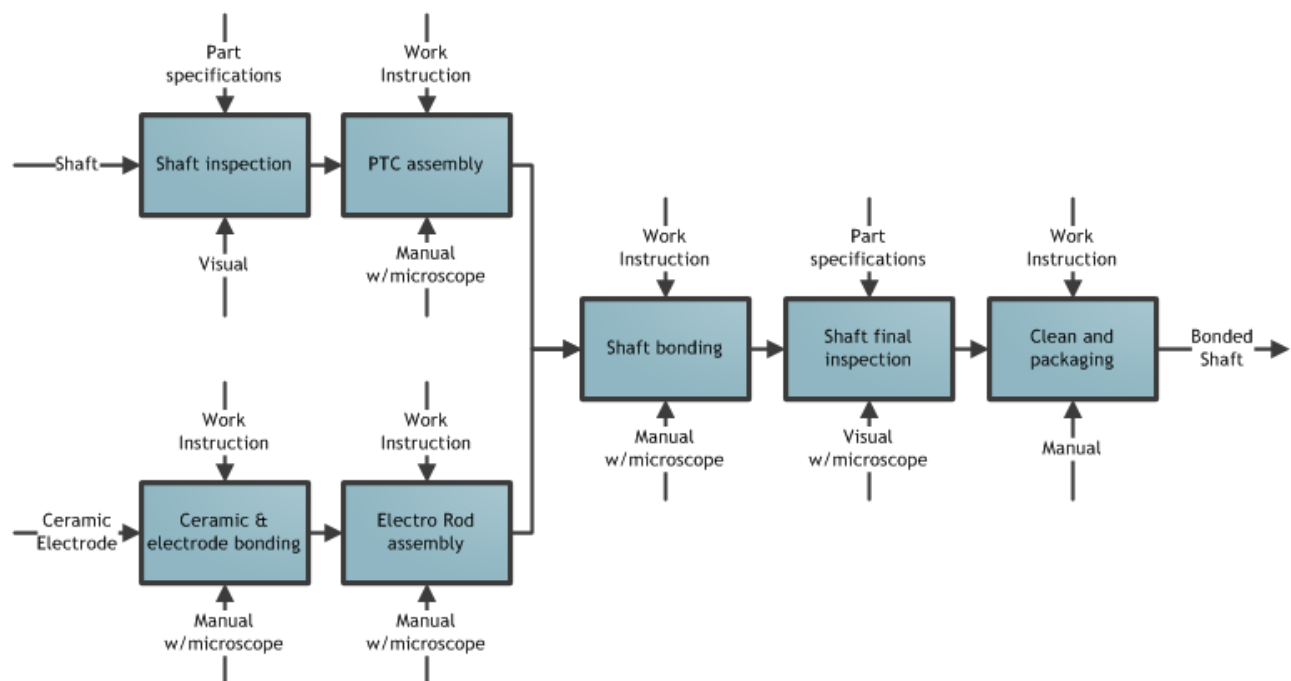 Part
specifications
Work
Instruction
Shaft
Shaft inspection
PTC assembly
Visual
Manual
w/microscope
Work
Instruction
Part
specifications
Work
Instruction
Shaft bonding
Shaft final
inspection
Clean and
packaging
Bonded
Shaft
Manual
w/microscope
Visual
w/microscope
Manual
Work
Instruction
Work
Instruction
Ceramic
Electrode
Ceramic &
electrode bonding
Electro Rod
assembly
Manual
w/microscope
Manual
w/microscope